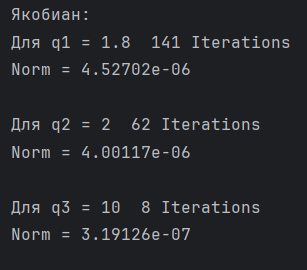 Якобиан:
Для q1 = 1.8  141 Iterations
Norm = 4.52702e-06
Для q2 = 2  62 Iterations
Norm = 4.00117e-06
Для q3 = 10  8 Iterations
Norm = 3.19126e-07